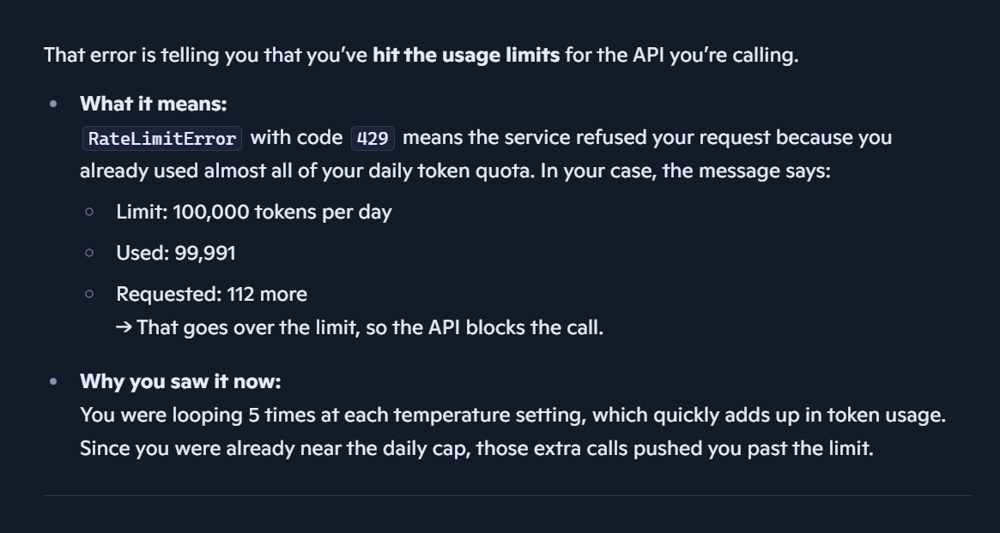 That error is telling you that you’ve hit the usage limits for the API you’re calling.
What it means:
RateLimitError with code 429 means the service refused your request because you
already used almost all of your daily token quota. In your case, the message says:
Limit: 100,000 tokens per day
Used: 99,991
Requested: 112 more
→ That goes over the limit, so the API blocks the call.
Why you saw it now:
You were looping 5 times at each temperature setting, which quickly adds up in token usage.
Since you were already near the daily cap, those extra calls pushed you past the limit.